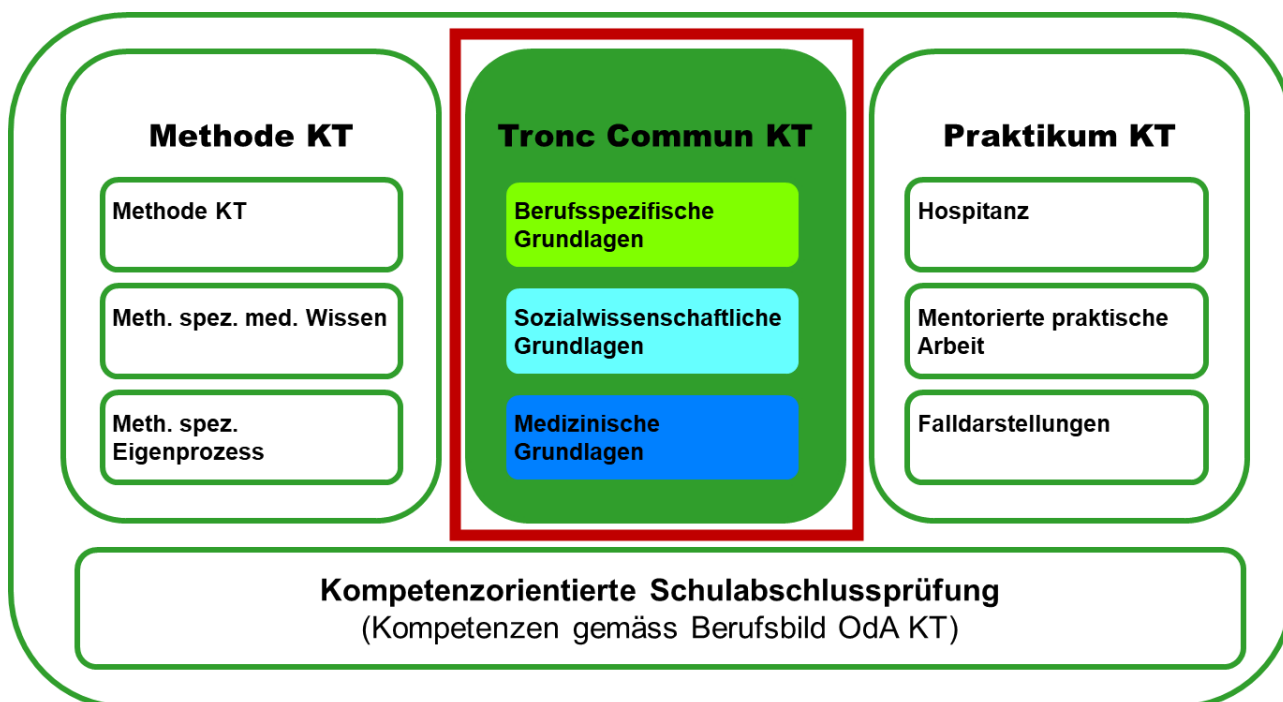 Methode KT
Methode KT
Meth. spez. med. Wissen
Meth. spez.
Eigenprozess
Tronc Commun KT
Berufsspezifische
Grundlagen
Sozialwissenschaftliche
Grundlagen
Medizinische
Grundlagen
Praktikum KT
Hospitanz
Mentorierte praktische
Arbeit
Falldarstellungen
Kompetenzorientierte Schulabschlussprüfung
(Kompetenzen gemäss Berufsbild OdA KT)